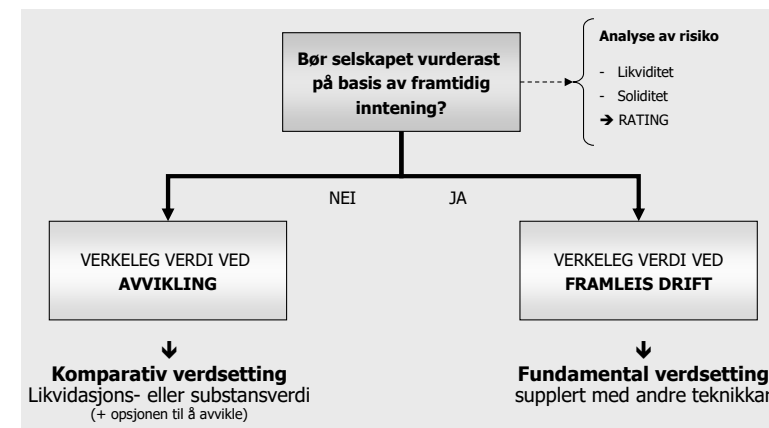 Bør selskapet vurderast
på basis av framtidig
inntening?
Analyse av risiko
- Likviditet
- Soliditet
➔ RATING
NEI
JA
VERKELEG VERDI VED
AVVIKLING
VERKELEG VERDI VED
FRAMLEIS DRIFT
Komparativ verdsetting
Likvidasjons- eller substansverdi
(+ opsjonen til å avvikle)
Fundamental verdsetting
supplert med andre teknikkar